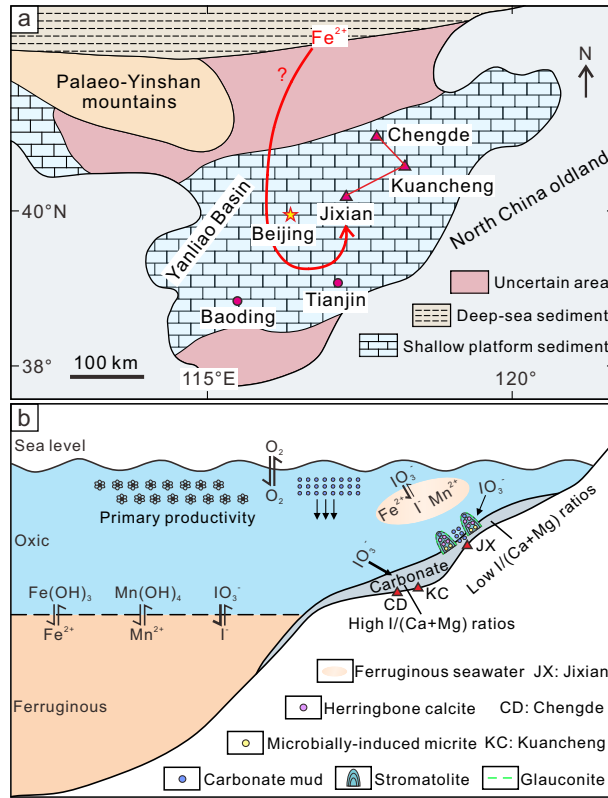 a
Fe²⁺
?
N
Palaeo-Yinshan
mountains
Chengde
Kuancheng
Yanliao Basin
Jixian
North China oldland
40°N
Beijing
Uncertain area
Tianjin
Baoding
Deep-sea sediment
Shallow platform sediment
38°
100 km
115°E
120°
b
Sea level
O₂
O₂
IO₃⁻
Fe²⁺
I⁻ Mn²⁺
IO₃⁻
Primary productivity
Oxic
IO₃⁻
JX
Low I/(Ca+Mg) ratios
Carbonate
Fe(OH)₃ Mn(OH)₄ IO₃⁻
CD
KC
High I/(Ca+Mg) ratios
Fe²⁺ Mn²⁺ I⁻
Ferruginous
Ferruginous seawater JX: Jixian
Herringbone calcite CD: Chengde
Microbially-induced micrite KC: Kuancheng
Carbonate mud Stromatolite Glauconite